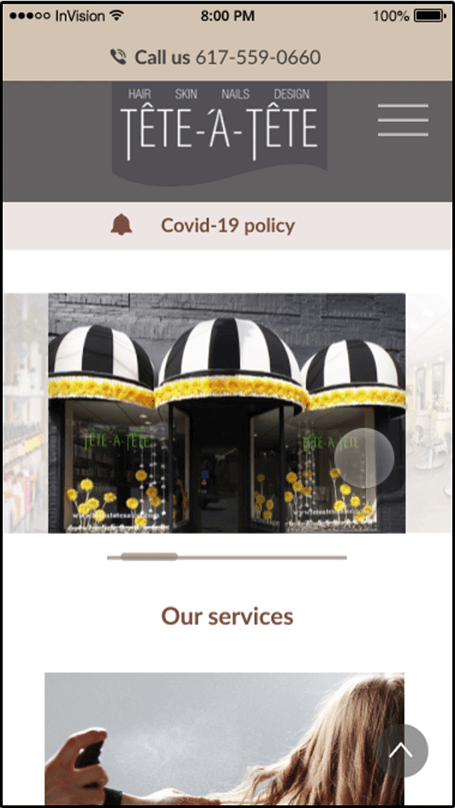 InVision 8:00 PM 100%
Call us 617-559-0660
HAIR SKIN NAILS DESIGN
TÊTE-À-TÊTE
Covid-19 policy
TÊTE-À-TÊTE TÊTE-À-TÊTE
Our services